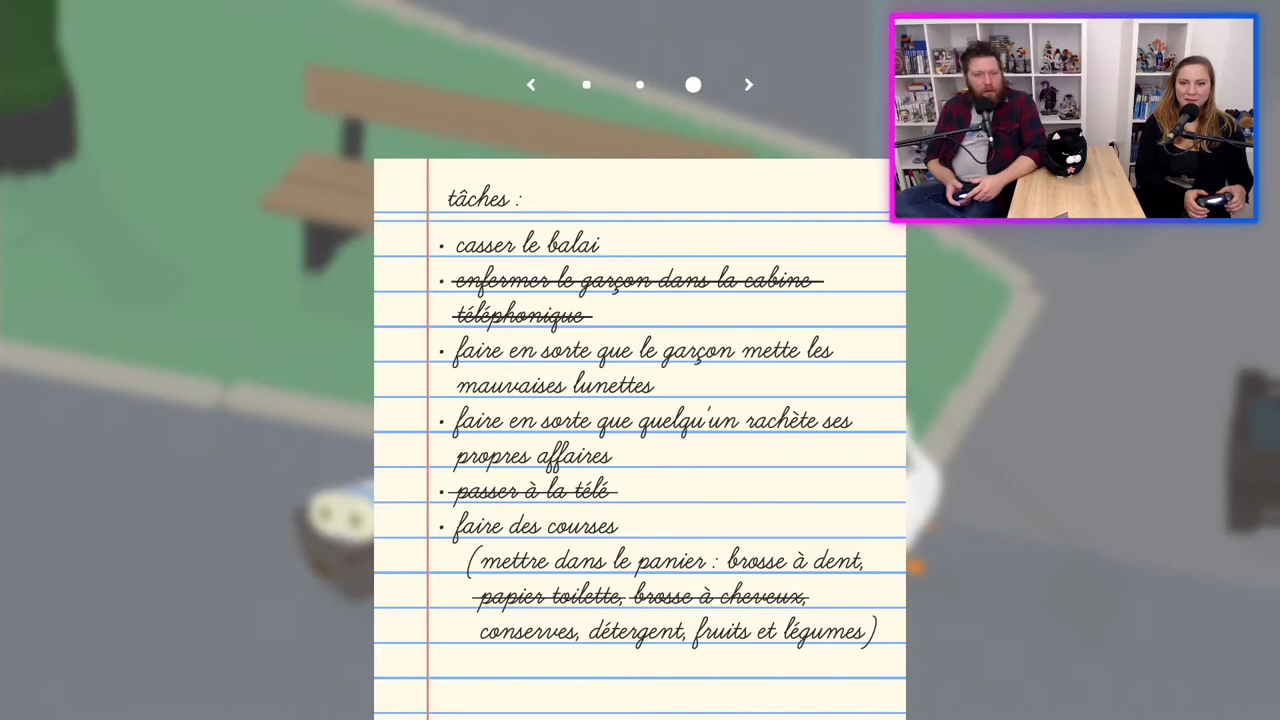 tâches :
• casser le balai
• enfermer le garçon dans la cabine
téléphonique
• faire en sorte que le garçon mette les
mauvaises lunettes
• faire en sorte que quelqu'un rachète ses
propres affaires
• passer à la télé
• faire des courses
(mettre dans le panier : brosse à dent,
papier toilette, brosse à cheveux,
conserves, détergent, fruits et légumes)